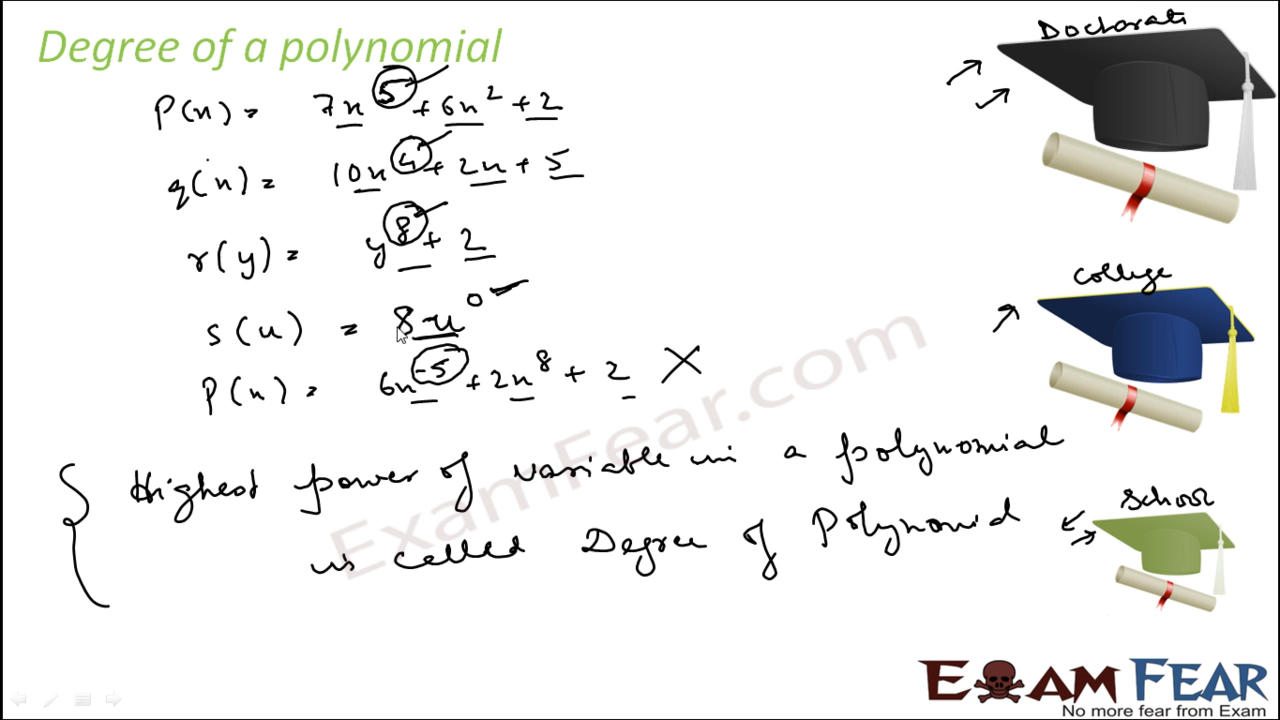 Degree of a polynomial
Doctorate
P(x) = 7x⁵ + 6x² + 2
q(x) = 10x⁴ + 2x + 5
r(y) = y⁸ + 2
College
s(u) = 8u⁰
P(x) = 6x⁻⁵ + 2x⁸ + 2 ×
Highest power of variable in a polynomial
is called Degree of Polynomial
School
ExamFear.com
EXAM FEAR
No more fear from Exam